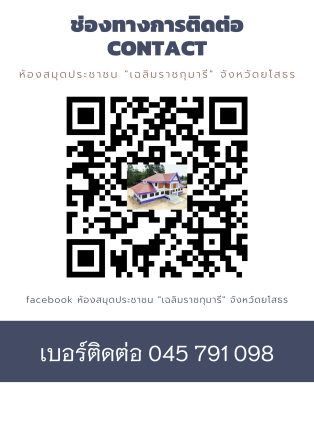 ช่องทางการติดต่อ
CONTACT
ห้องสมุดประชาชน "เฉลิมราชกุมารี" จังหวัดยโสธร
facebook ห้องสมุดประชาชน "เฉลิมราชกุมารี" จังหวัดยโสธร
เบอร์ติดต่อ 045 791 098